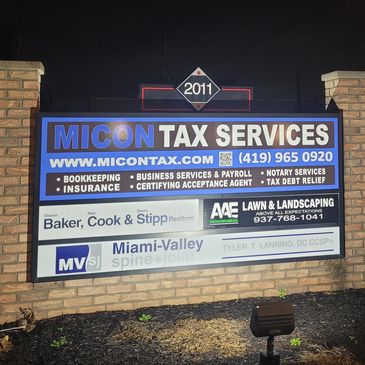 2011
MICON TAX SERVICES
WWW.MICONTAX.COM (419) 965 0920
• BOOKKEEPING • BUSINESS SERVICES & PAYROLL • NOTARY SERVICES
• INSURANCE • CERTIFYING ACCEPTANCE AGENT • TAX DEBT RELIEF
Baker, Cook & Stipp Realtors
AAE LAWN & LANDSCAPING
ABOVE ALL EXPECTATIONS
937-768-1041
MV sj Miami-Valley
spine+joint
TYLER T. LANNING, DC CCSP®